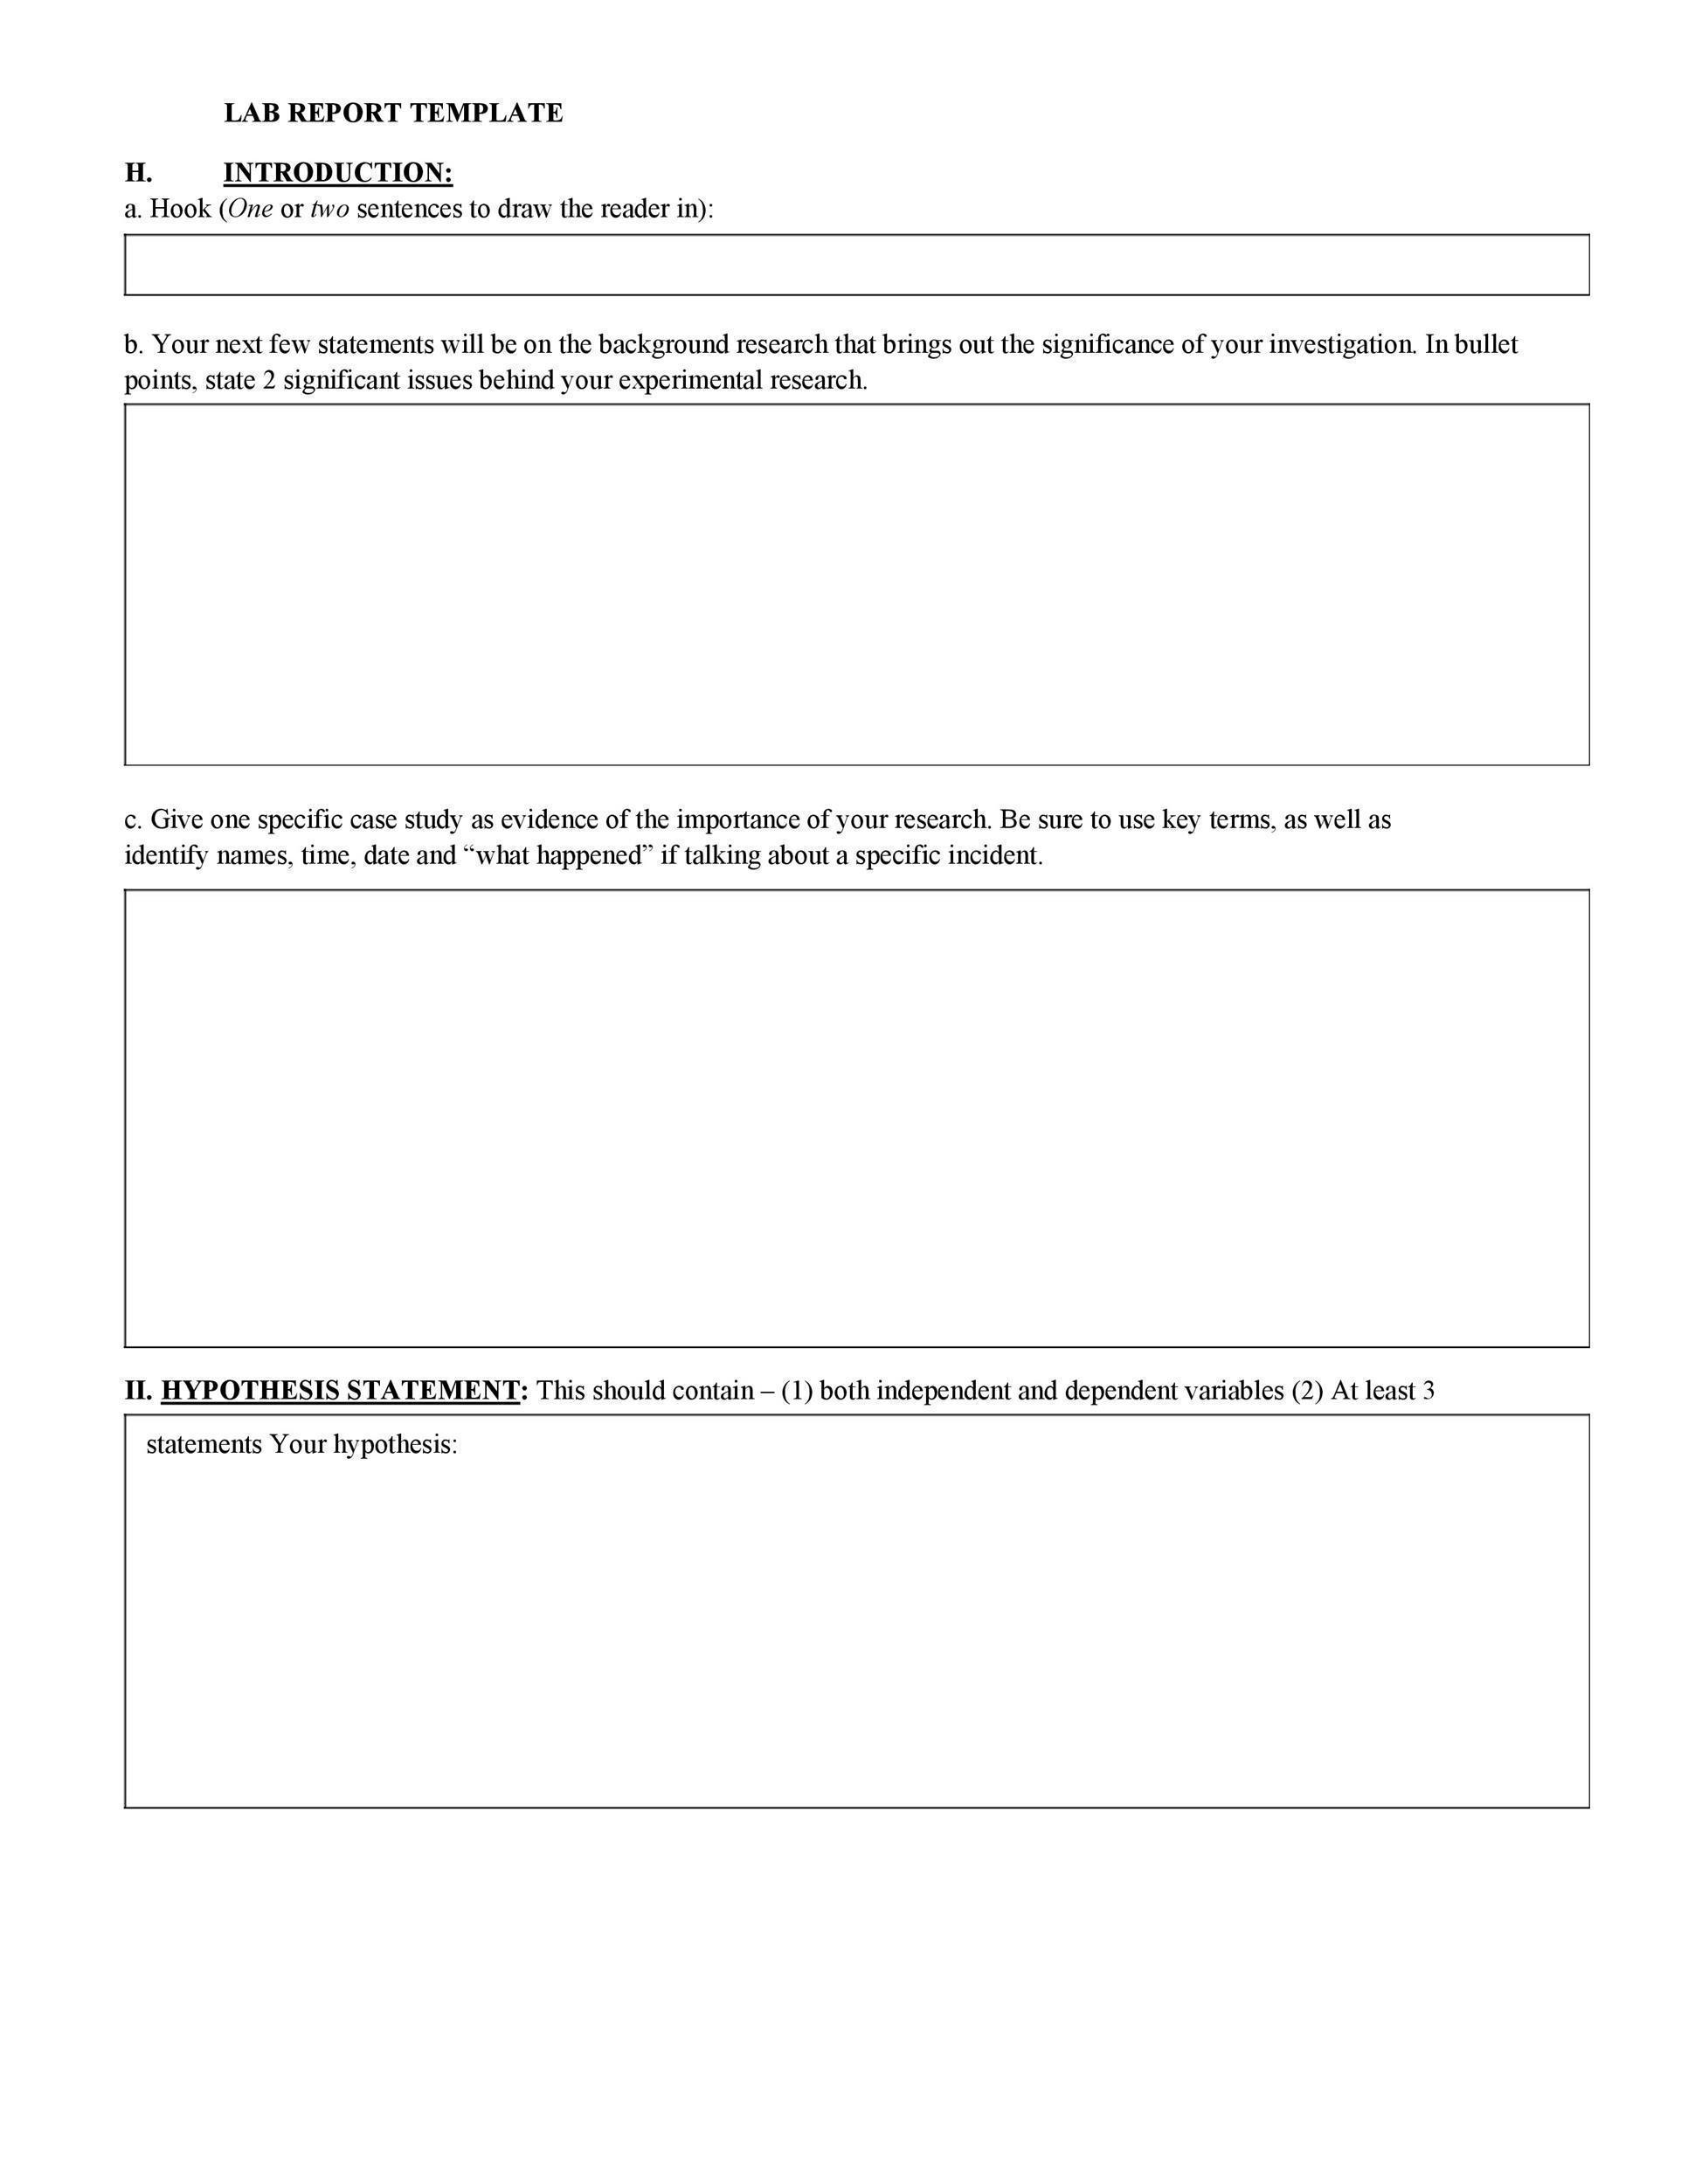 LAB REPORT TEMPLATE
H. INTRODUCTION:
a. Hook (One or two sentences to draw the reader in):
b. Your next few statements will be on the background research that brings out the significance of your investigation. In bullet
points, state 2 significant issues behind your experimental research.
c. Give one specific case study as evidence of the importance of your research. Be sure to use key terms, as well as
identify names, time, date and “what happened” if talking about a specific incident.
II. HYPOTHESIS STATEMENT: This should contain – (1) both independent and dependent variables (2) At least 3
statements Your hypothesis: